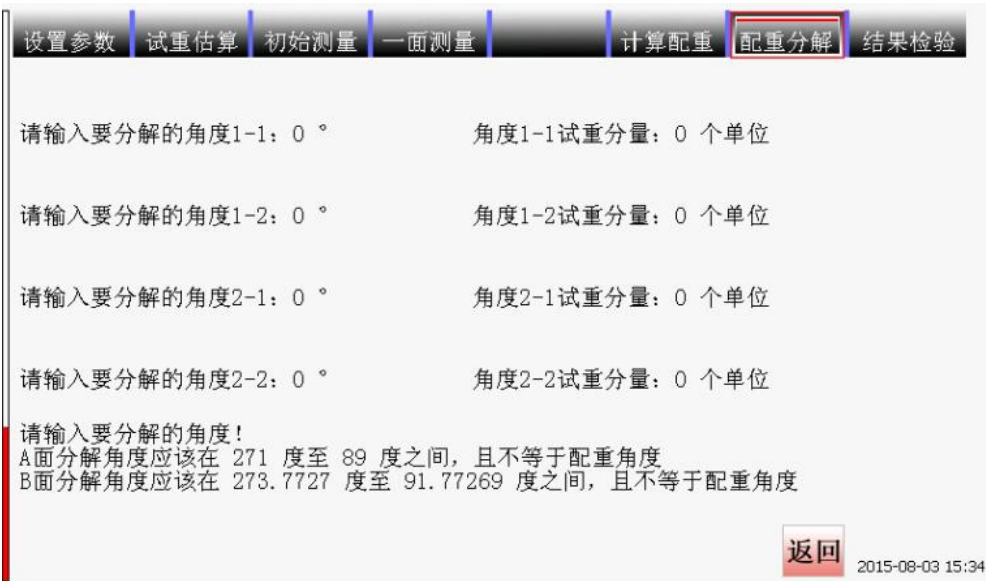 设置参数 试重估算 初始测量 一面测量 计算配重 配重分解 结果检验
请输入要分解的角度1-1: 0 ° 角度1-1试重分量: 0 个单位
请输入要分解的角度1-2: 0 ° 角度1-2试重分量: 0 个单位
请输入要分解的角度2-1: 0 ° 角度2-1试重分量: 0 个单位
请输入要分解的角度2-2: 0 ° 角度2-2试重分量: 0 个单位
请输入要分解的角度!
A面分解角度应该在 271 度至 89 度之间，且不等于配重角度
B面分解角度应该在 273.7727 度至 91.77269 度之间，且不等于配重角度
返回
2015-08-03 15:34